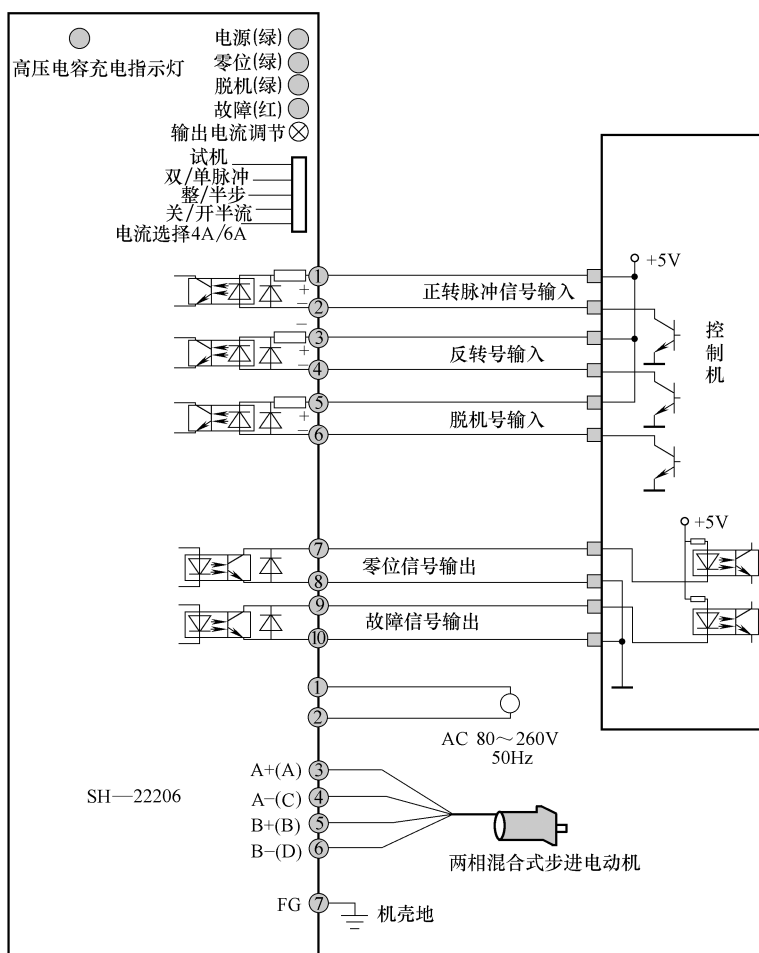 电源(绿)
零位(绿)
高压电容充电指示灯
脱机(绿)
故障(红)
输出电流调节
试机
双/单脉冲
整/半步
关/开半流
电流选择4A/6A
1
+
−
2
正转脉冲信号输入
+5V
−
3
+
−
4
反转号输入
控制机
5
+
−
6
脱机号输入
+5V
7
8
零位信号输出
9
10
故障信号输出
1
2
AC 80～260V
50Hz
SH—22206
A+(A) 3
A−(C) 4
B+(B) 5
B−(D) 6
两相混合式步进电动机
FG 7
机壳地